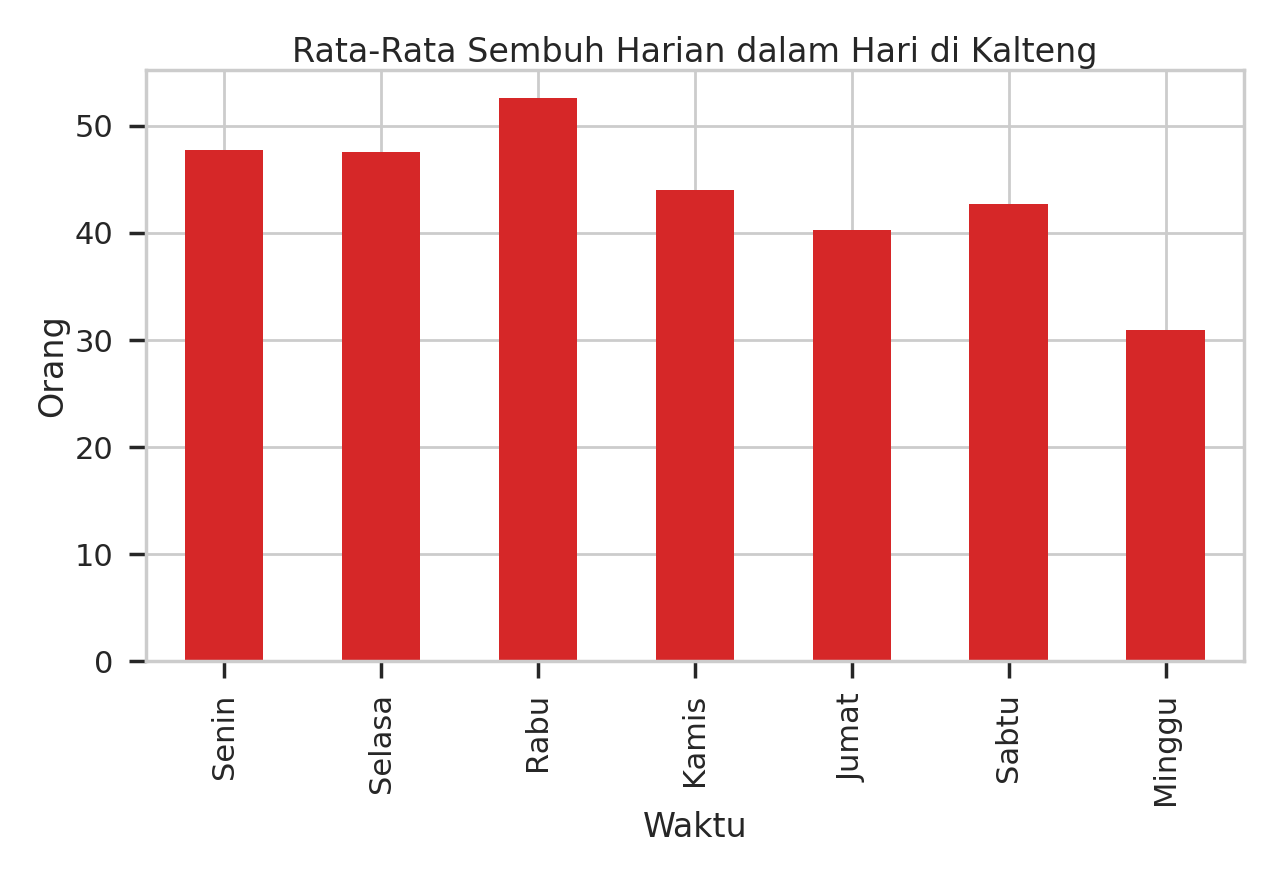 Rata-Rata Sembuh Harian dalam Hari di Kalteng
Orang
50
40
30
20
10
0
Senin
Selasa
Rabu
Kamis
Jumat
Sabtu
Minggu
Waktu